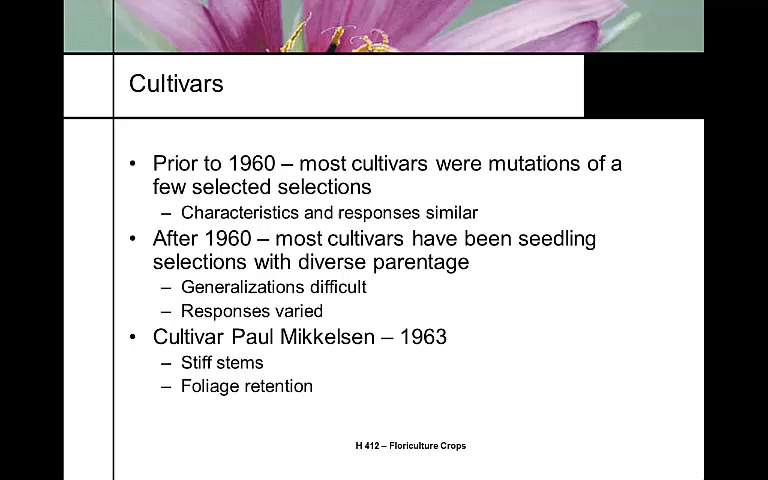 Cultivars
• Prior to 1960 – most cultivars were mutations of a
few selected selections
– Characteristics and responses similar
• After 1960 – most cultivars have been seedling
selections with diverse parentage
– Generalizations difficult
– Responses varied
• Cultivar Paul Mikkelsen – 1963
– Stiff stems
– Foliage retention
H 412 – Floriculture Crops